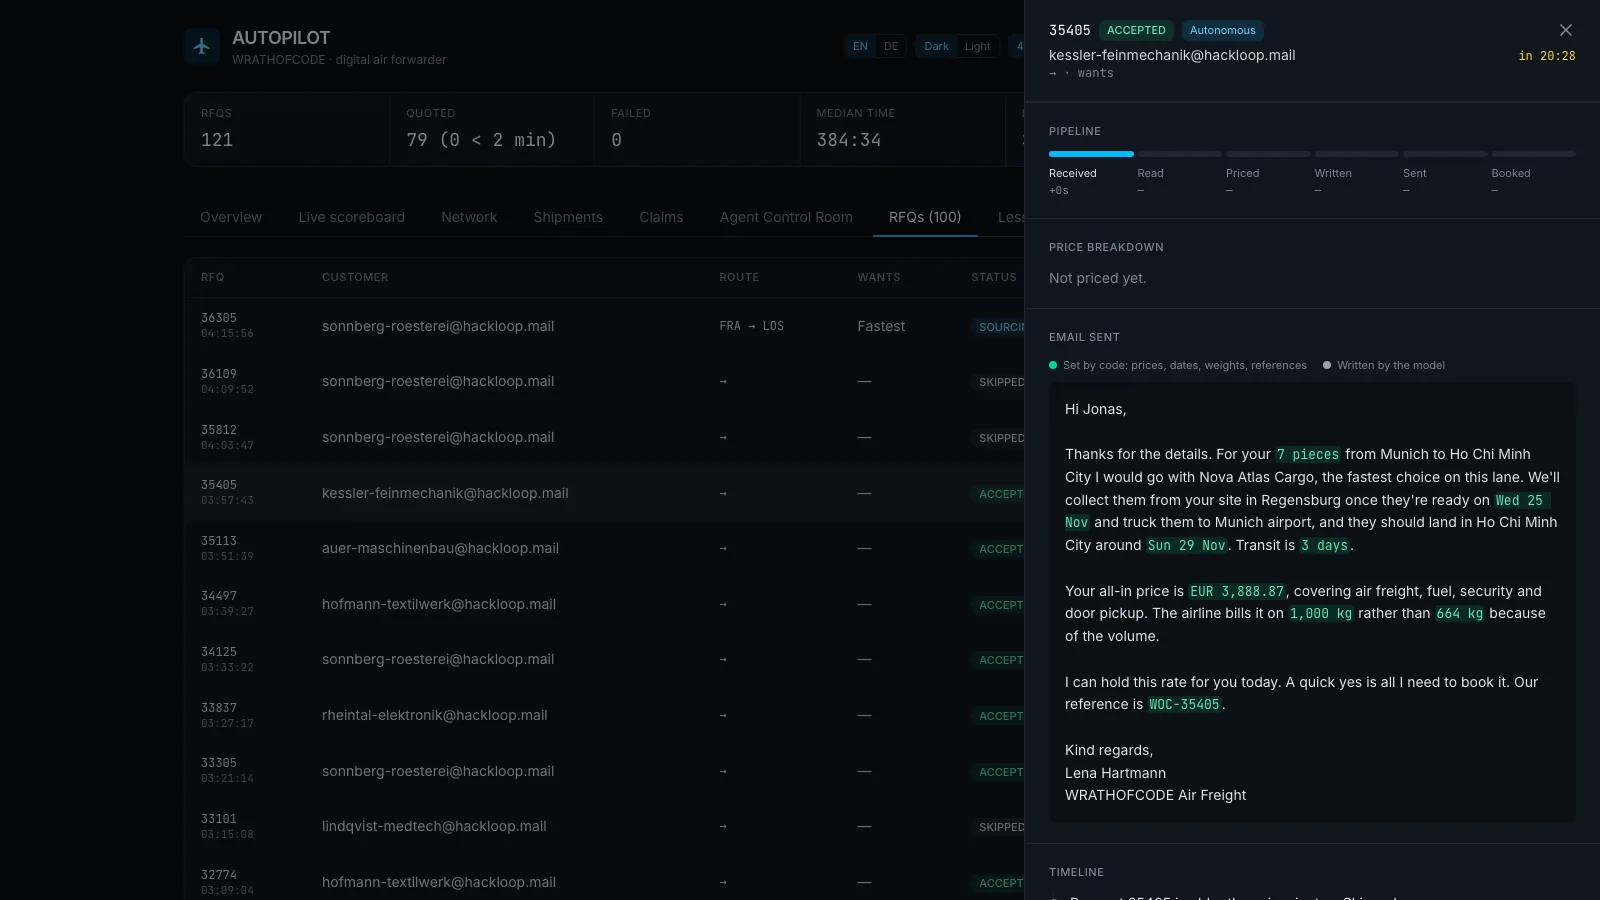 AUTOPILOT
WRATHOFCODE · digital air forwarder
EN DE Dark Light 4
RFQS QUOTED FAILED MEDIAN TIME
121 79 (0 < 2 min) 0 384:34
Overview Live scoreboard Network Shipments Claims Agent Control Room RFQs (100) Les
RFQ CUSTOMER ROUTE WANTS STATUS
36305
04:15:56
sonnberg-roesterei@hackloop.mail FRA → LOS Fastest SOURCIN
36109
04:09:52
sonnberg-roesterei@hackloop.mail → — SKIPPED
35812
04:03:47
sonnberg-roesterei@hackloop.mail → — SKIPPED
35405
03:57:43
kessler-feinmechanik@hackloop.mail → — ACCEPT
35113
03:51:39
auer-maschinenbau@hackloop.mail → — ACCEPT
34497
03:39:27
hofmann-textilwerk@hackloop.mail → — ACCEPT
34125
03:33:22
sonnberg-roesterei@hackloop.mail → — ACCEPT
33837
03:27:17
rheintal-elektronik@hackloop.mail → — ACCEPT
33305
03:21:14
sonnberg-roesterei@hackloop.mail → — ACCEPT
33101
03:15:08
lindqvist-medtech@hackloop.mail → — SKIPPED
32774
03:09:04
hofmann-textilwerk@hackloop.mail → — ACCEPT
35405 ACCEPTED Autonomous
kessler-feinmechanik@hackloop.mail in 20:28
→ · wants
PIPELINE
Received Read Priced Written Sent Booked
+0s — — — — —
PRICE BREAKDOWN
Not priced yet.
EMAIL SENT
Set by code: prices, dates, weights, references Written by the model
Hi Jonas,
Thanks for the details. For your 7 pieces from Munich to Ho Chi Minh
City I would go with Nova Atlas Cargo, the fastest choice on this lane. We'll
collect them from your site in Regensburg once they're ready on Wed 25
Nov and truck them to Munich airport, and they should land in Ho Chi Minh
City around Sun 29 Nov. Transit is 3 days.
Your all-in price is EUR 3,888.87, covering air freight, fuel, security and
door pickup. The airline bills it on 1,000 kg rather than 664 kg because
of the volume.
I can hold this rate for you today. A quick yes is all I need to book it. Our
reference is WOC-35405.
Kind regards,
Lena Hartmann
WRATHOFCODE Air Freight
TIMELINE